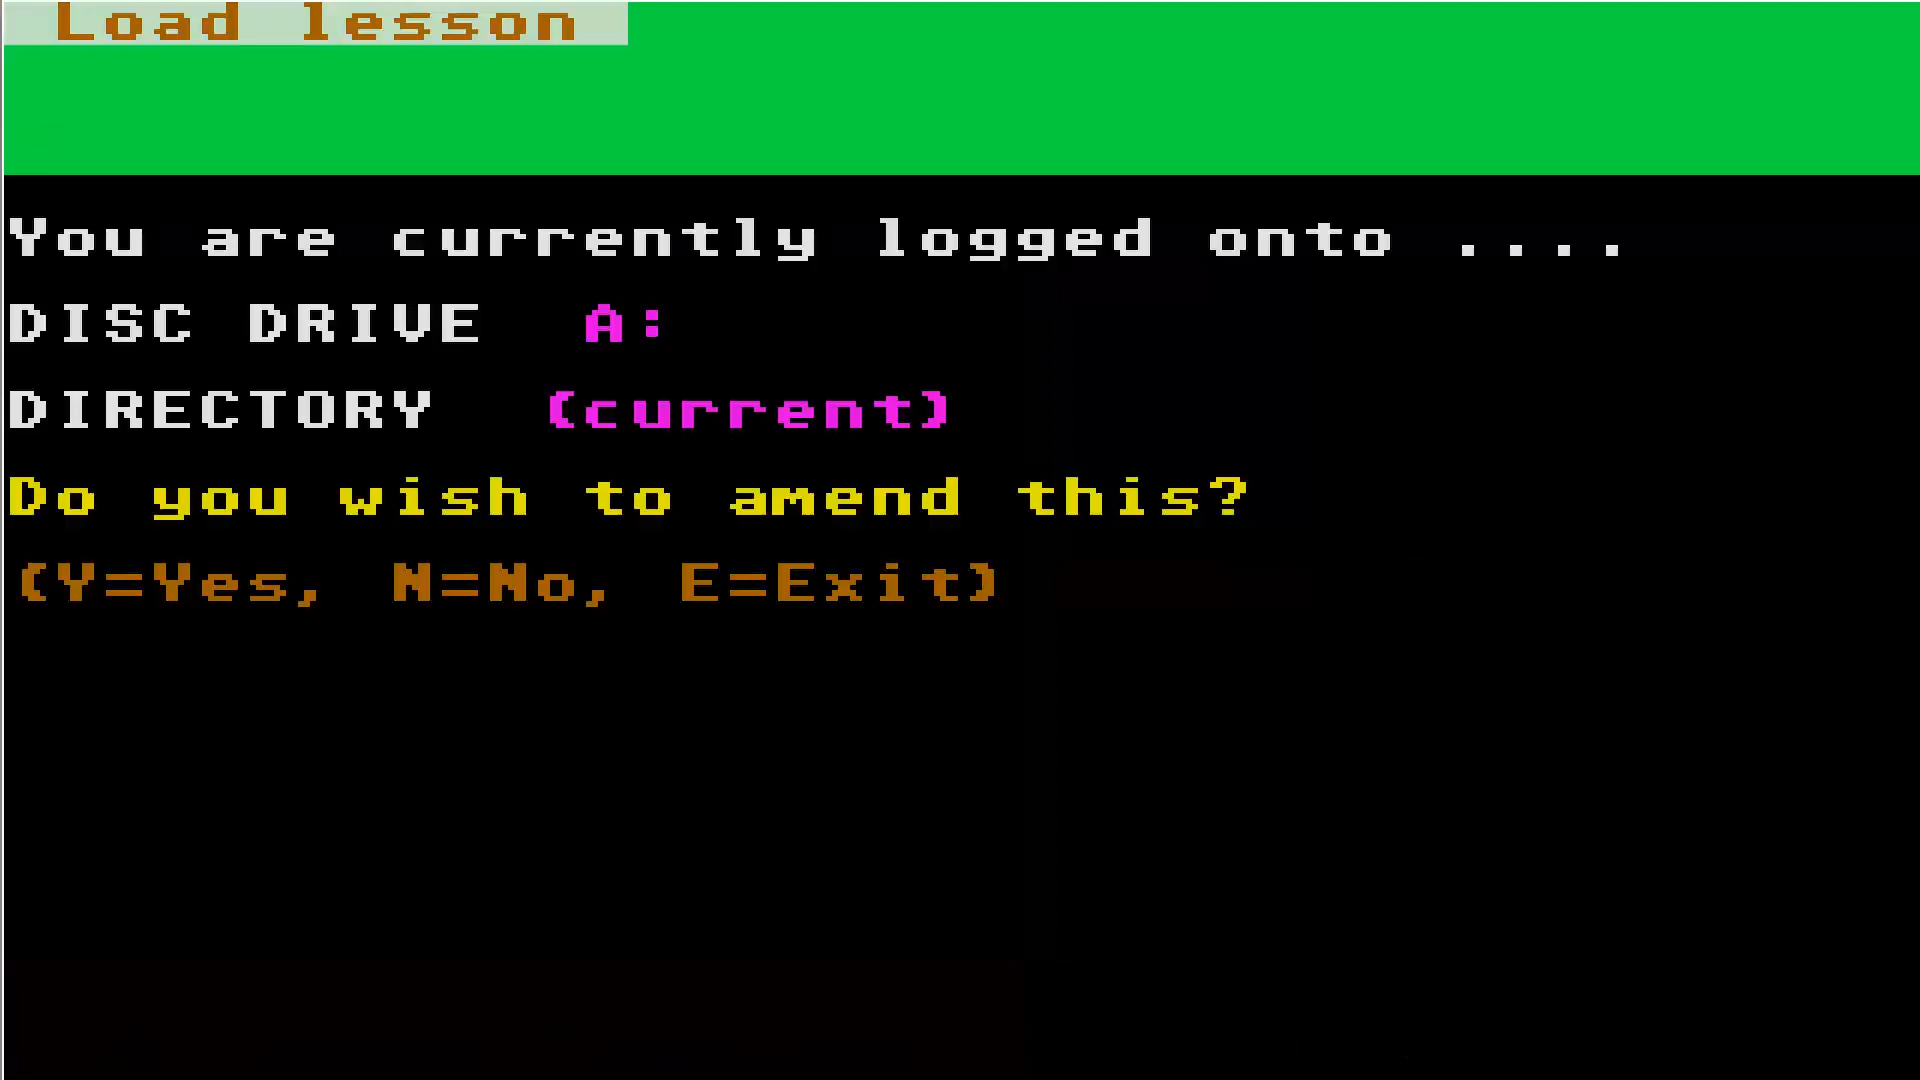 Load lesson
You are currently logged onto ....
DISC DRIVE A:
DIRECTORY (current)
Do you wish to amend this?
(Y=Yes, N=No, E=Exit)